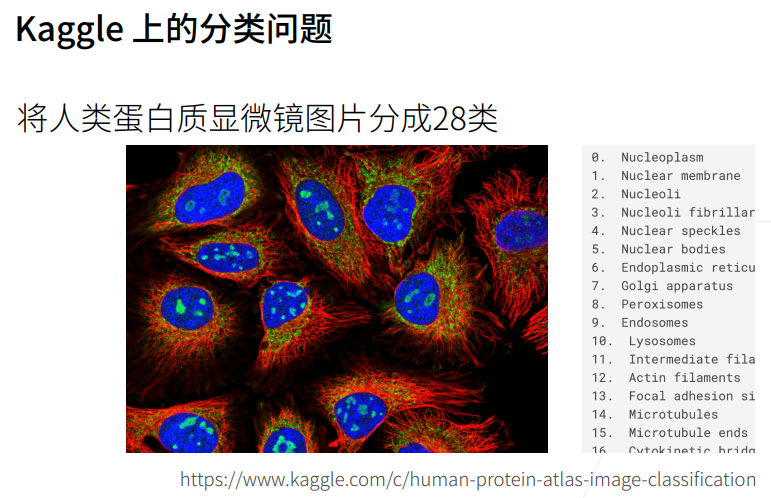 Kaggle 上的分类问题
将人类蛋白质显微镜图片分成28类
0. Nucleoplasm
1. Nuclear membrane
2. Nucleoli
3. Nucleoli fibrillar
4. Nuclear speckles
5. Nuclear bodies
6. Endoplasmic reticu
7. Golgi apparatus
8. Peroxisomes
9. Endosomes
10. Lysosomes
11. Intermediate fila
12. Actin filaments
13. Focal adhesion si
14. Microtubules
15. Microtubule ends
16. Cytokinetic bridg
https://www.kaggle.com/c/human-protein-atlas-image-classification